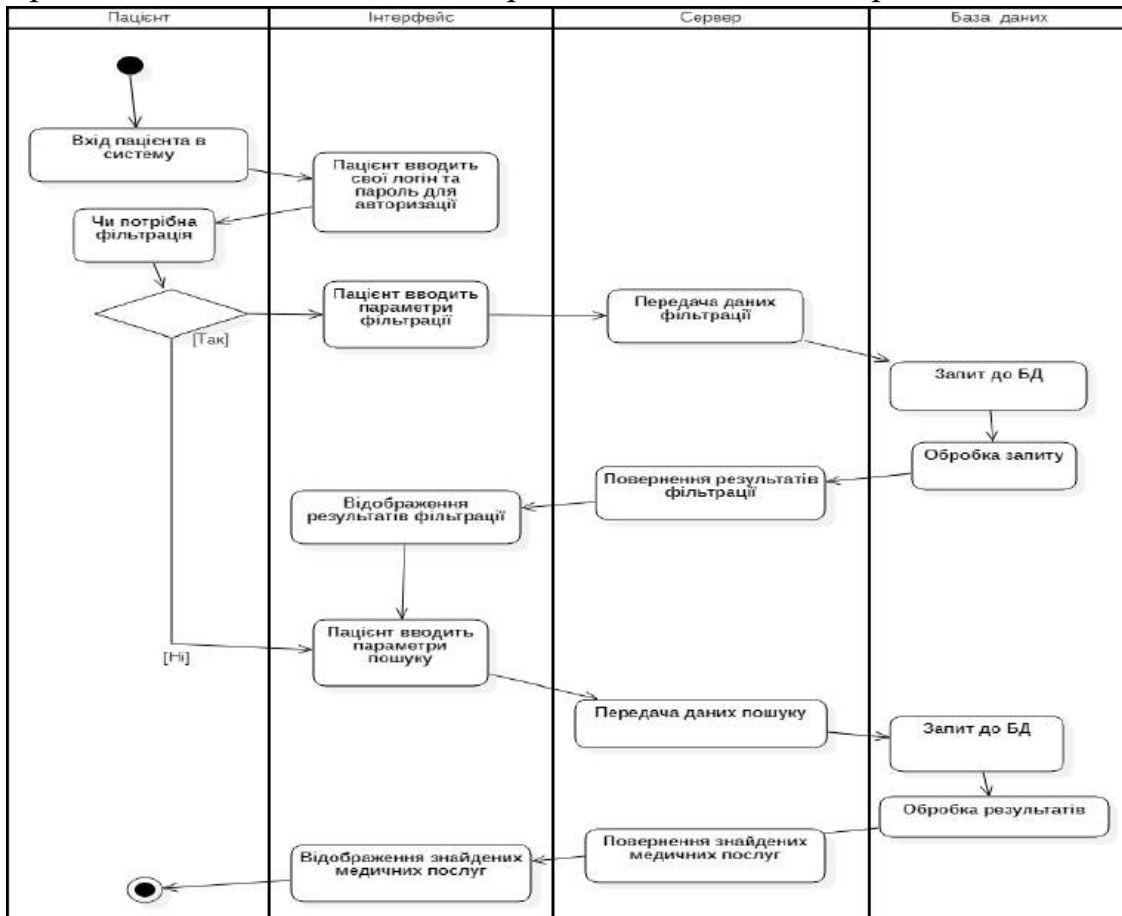 Пацієнт
Інтерфейс
Сервер
База даних
Вхід пацієнта в
систему
Пацієнт вводить
свої логін та
пароль для
авторизації
Чи потрібна
фільтрація
[Так]
Пацієнт вводить
параметри
фільтрації
Передача даних
фільтрації
Запит до БД
Обробка запиту
Повернення результатів
фільтрації
Відображення
результатів фільтрації
[Ні]
Пацієнт вводить
параметри
пошуку
Передача даних пошуку
Запит до БД
Обробка результатів
Повернення знайдених
медичних послуг
Відображення знайдених
медичних послуг